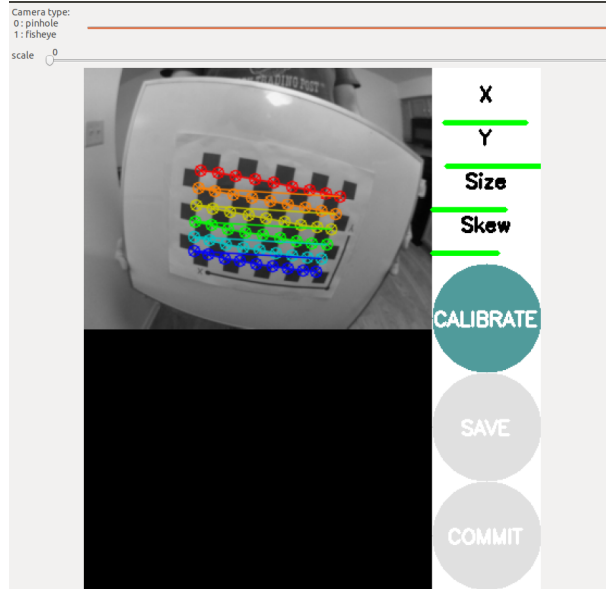 Camera type:
0 : pinhole
1 : fisheye
scale
0
X
Y
Size
Skew
CALIBRATE
SAVE
COMMIT